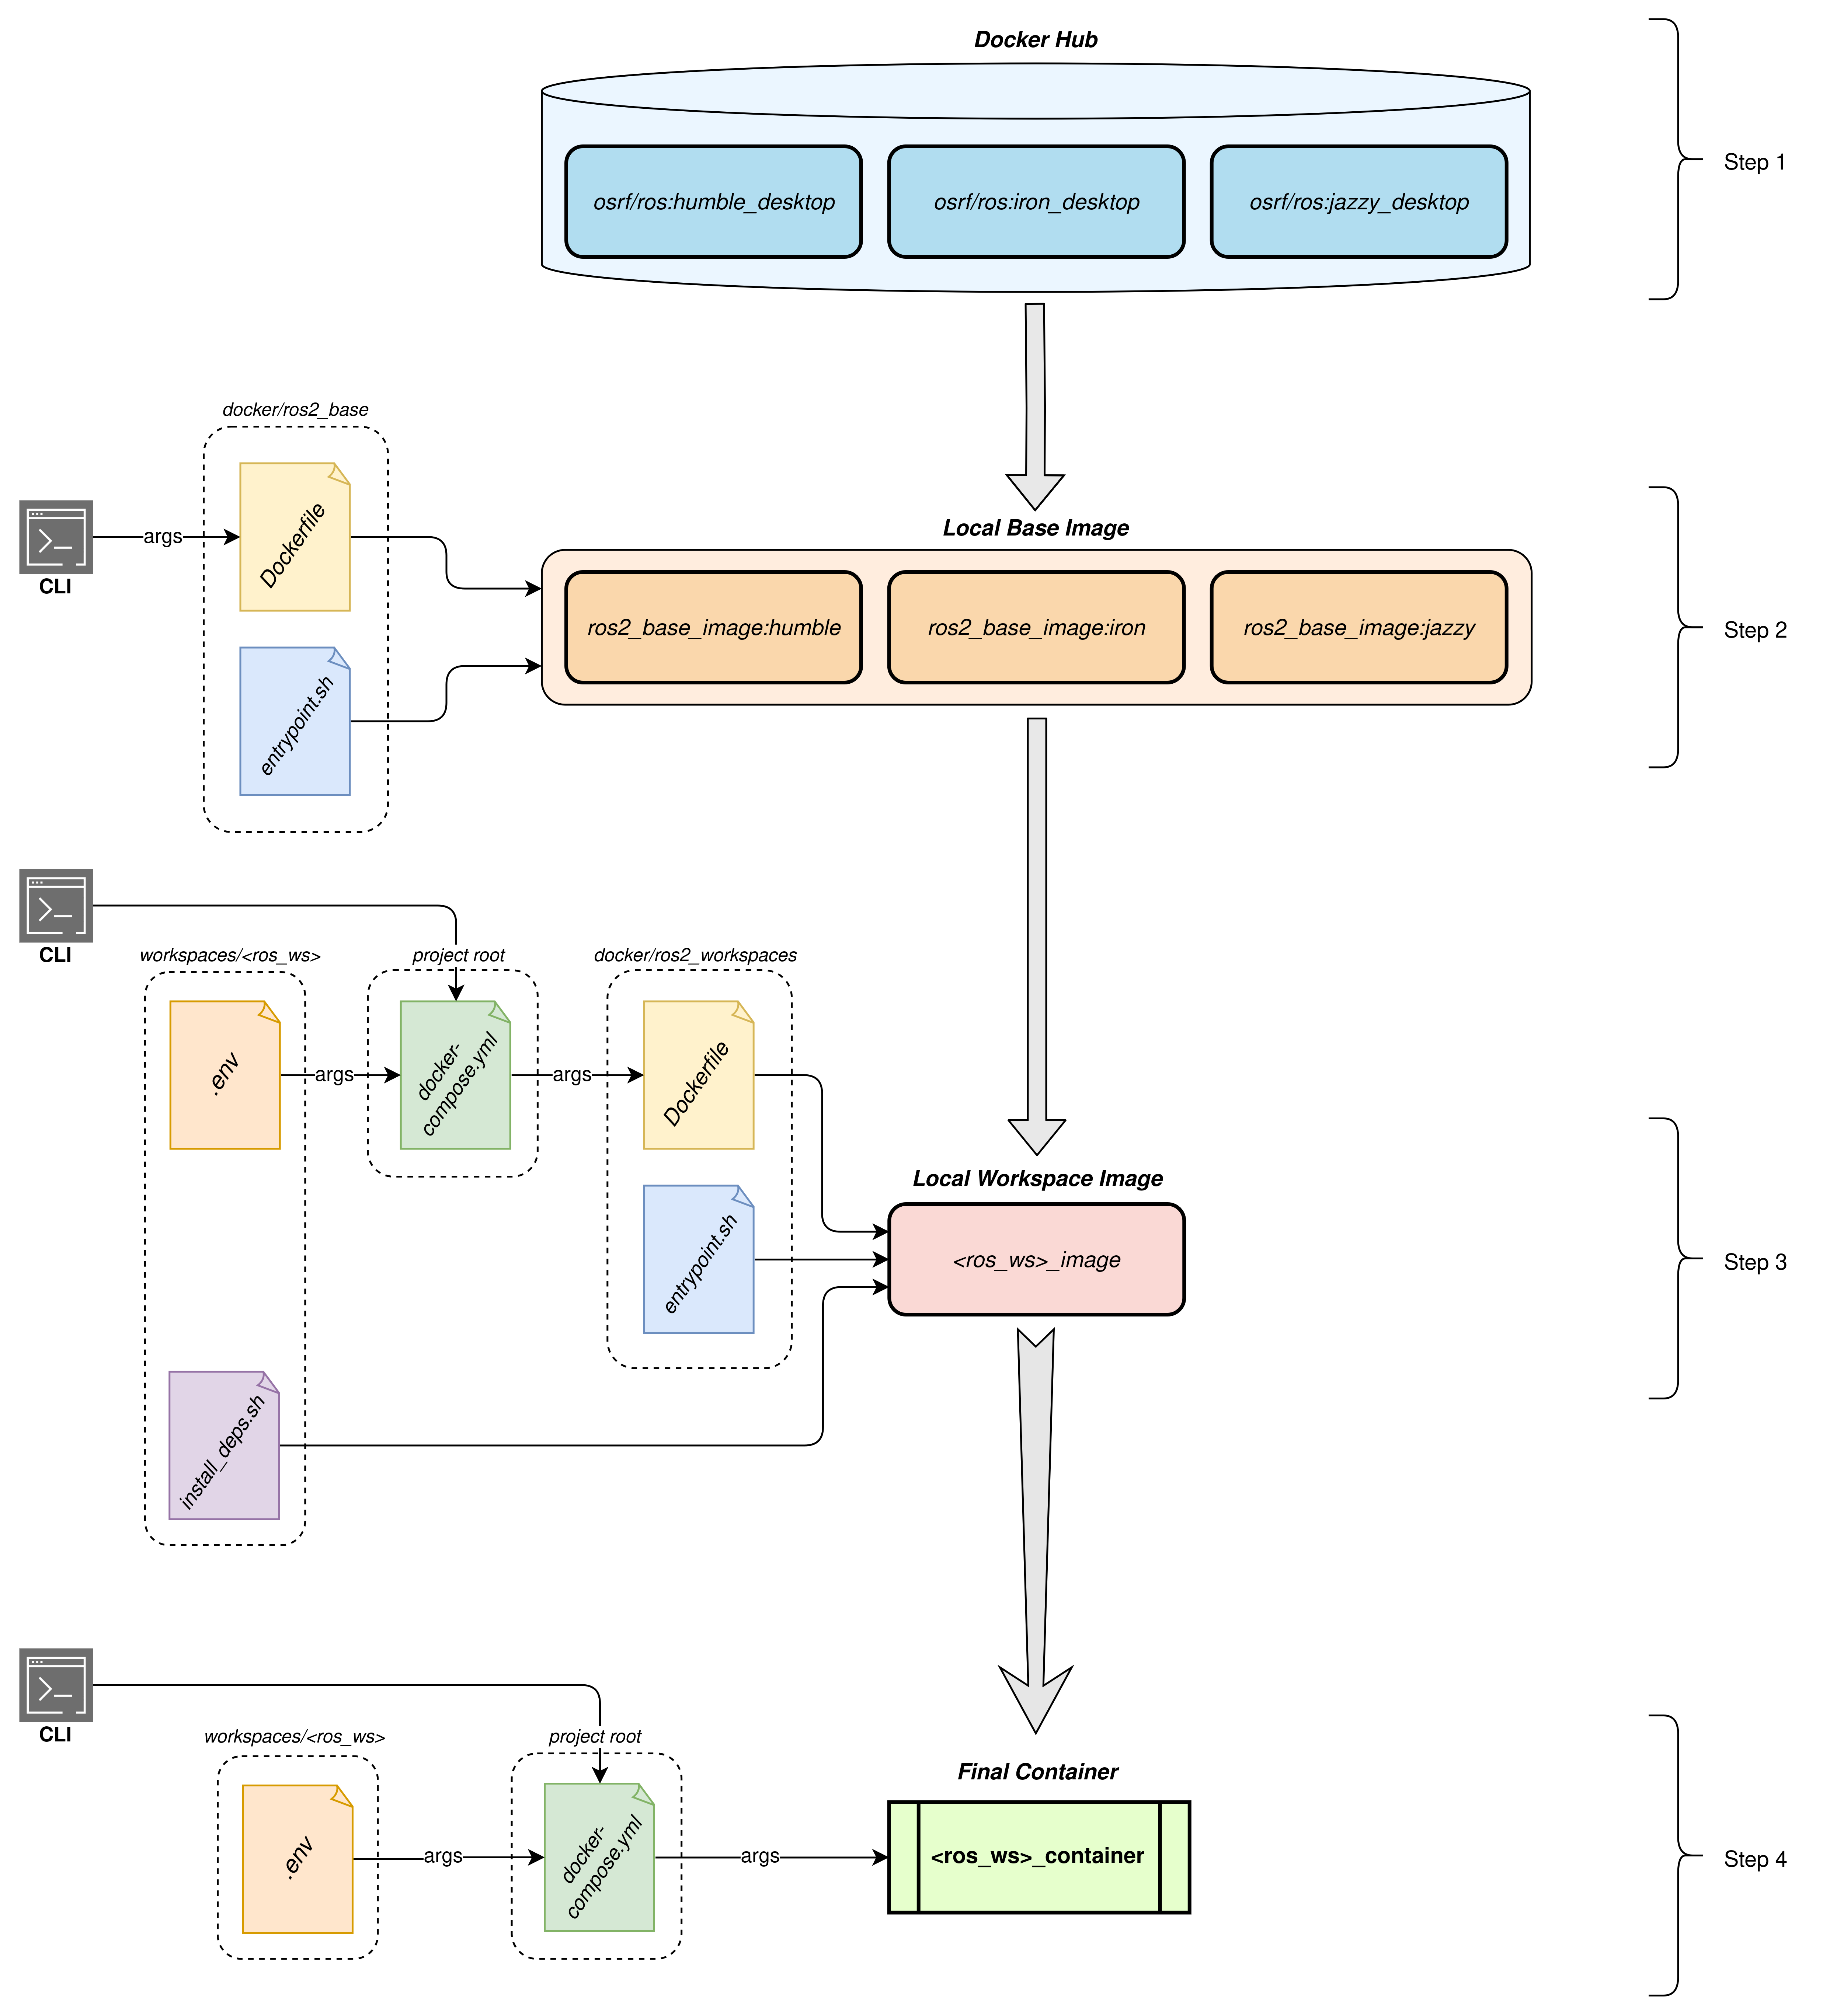 Docker Hub
osrf/ros:humble_desktop
osrf/ros:iron_desktop
osrf/ros:jazzy_desktop
Step 1
docker/ros2_base
CLI
args
Dockerfile
entrypoint.sh
Local Base Image
ros2_base_image:humble
ros2_base_image:iron
ros2_base_image:jazzy
Step 2
CLI
workspaces/<ros_ws>
project root
docker/ros2_workspaces
.env
args
docker-
compose.yml
args
Dockerfile
entrypoint.sh
install_deps.sh
Local Workspace Image
<ros_ws>_image
Step 3
CLI
workspaces/<ros_ws>
project root
.env
args
docker-
compose.yml
args
Final Container
<ros_ws>_container
Step 4